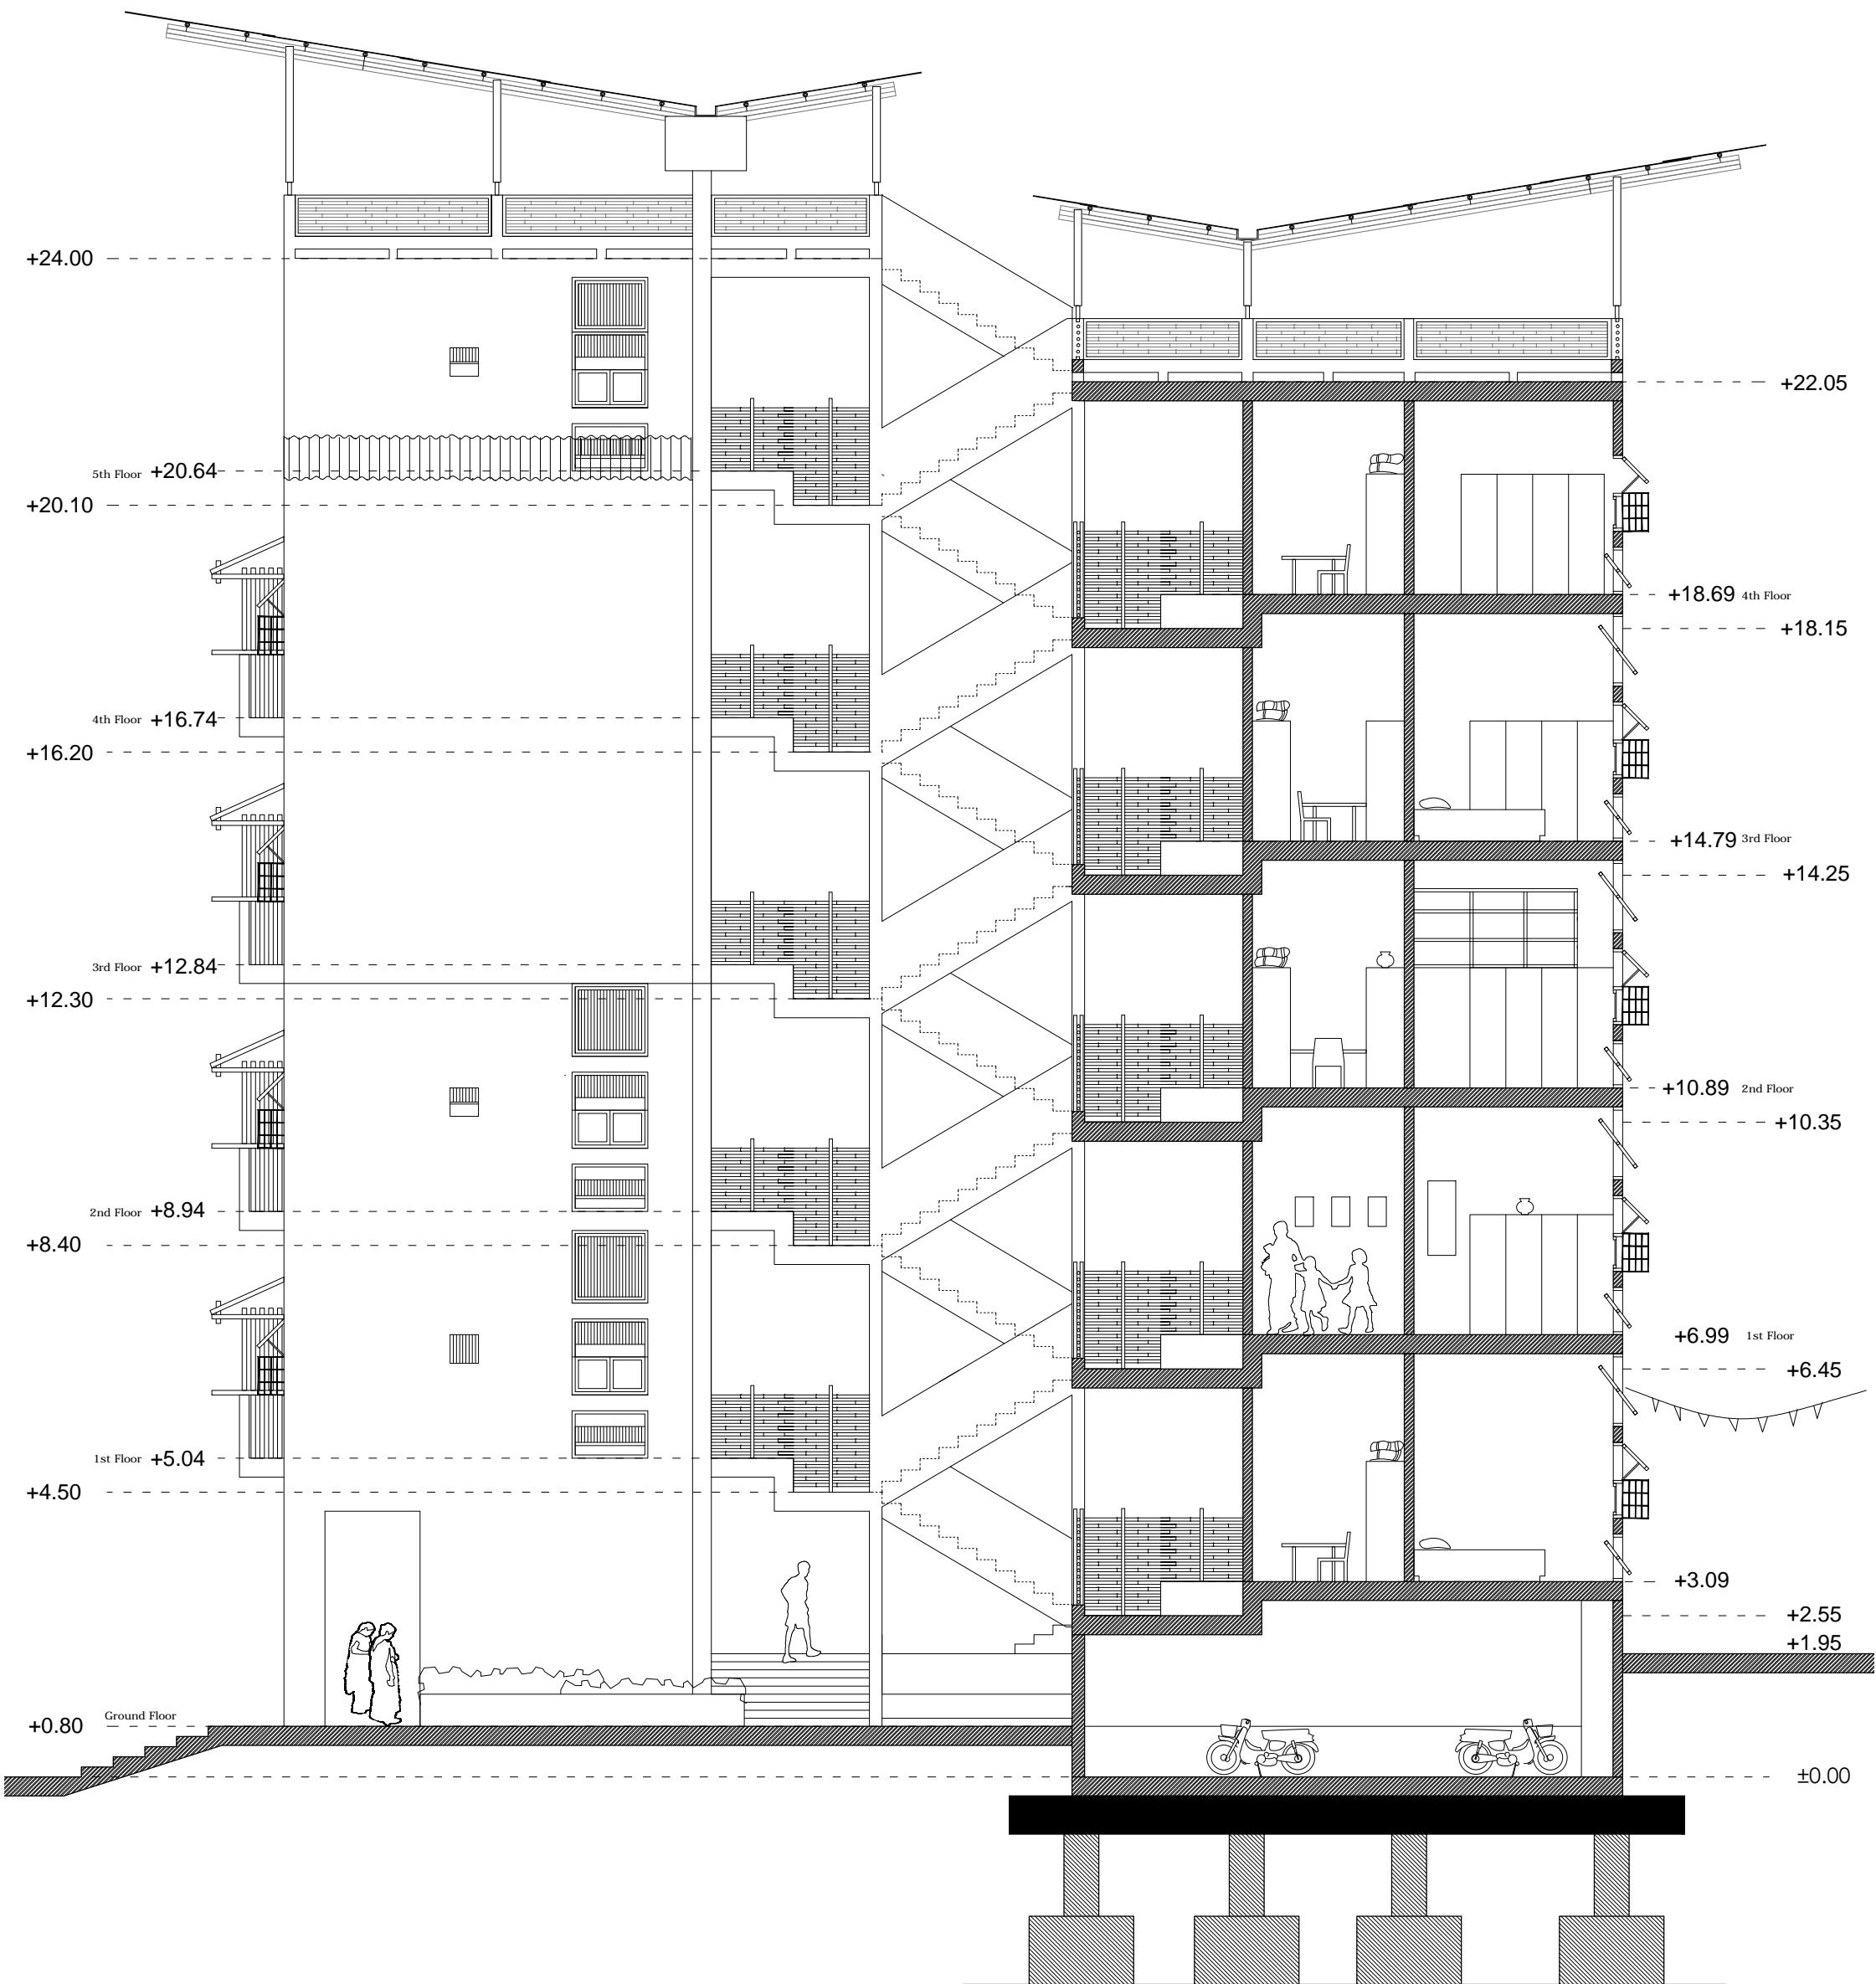 +24.00
+22.05
5th Floor +20.64
+20.10
+18.69 4th Floor
+18.15
4th Floor +16.74
+16.20
+14.79 3rd Floor
+14.25
3rd Floor +12.84
+12.30
+10.89 2nd Floor
+10.35
2nd Floor +8.94
+8.40
+6.99 1st Floor
+6.45
1st Floor +5.04
+4.50
+3.09
+2.55
+1.95
+0.80 Ground Floor
±0.00